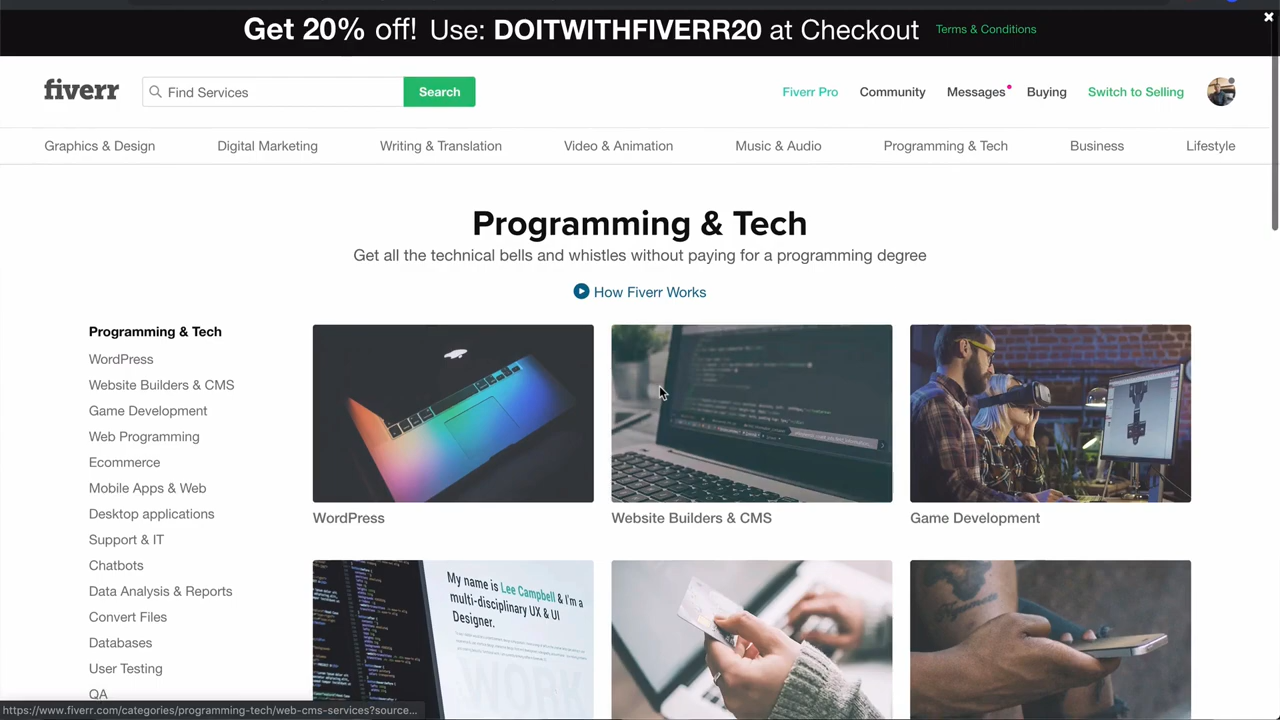 Get 20% off! Use: DOITWITHFIVERR20 at Checkout Terms & Conditions
fiverr Find Services Search Fiverr Pro Community Messages Buying Switch to Selling
Graphics & Design Digital Marketing Writing & Translation Video & Animation Music & Audio Programming & Tech Business Lifestyle
Programming & Tech
Get all the technical bells and whistles without paying for a programming degree
How Fiverr Works
Programming & Tech
WordPress
Website Builders & CMS
Game Development
Web Programming
Ecommerce
Mobile Apps & Web
Desktop applications
Support & IT
Chatbots
Data Analysis & Reports
Convert Files
Databases
User Testing
QA
WordPress
Website Builders & CMS
Game Development
My name is Lee Campbell & I'm a
multi-disciplinary UX & UI
Designer.
https://www.fiverr.com/categories/programming-tech/web-cms-services?source...